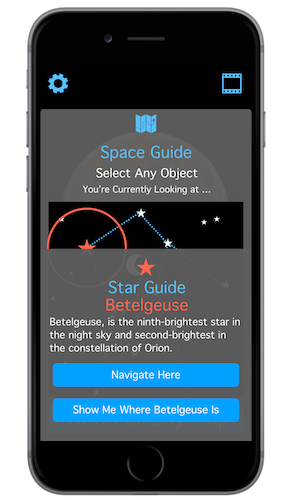 Space Guide
Select Any Object
You're Currently Looking at ...
Star Guide
Betelgeuse
Betelgeuse, is the ninth-brightest star in
the night sky and second-brightest in
the constellation of Orion.
Navigate Here
Show Me Where Betelgeuse Is